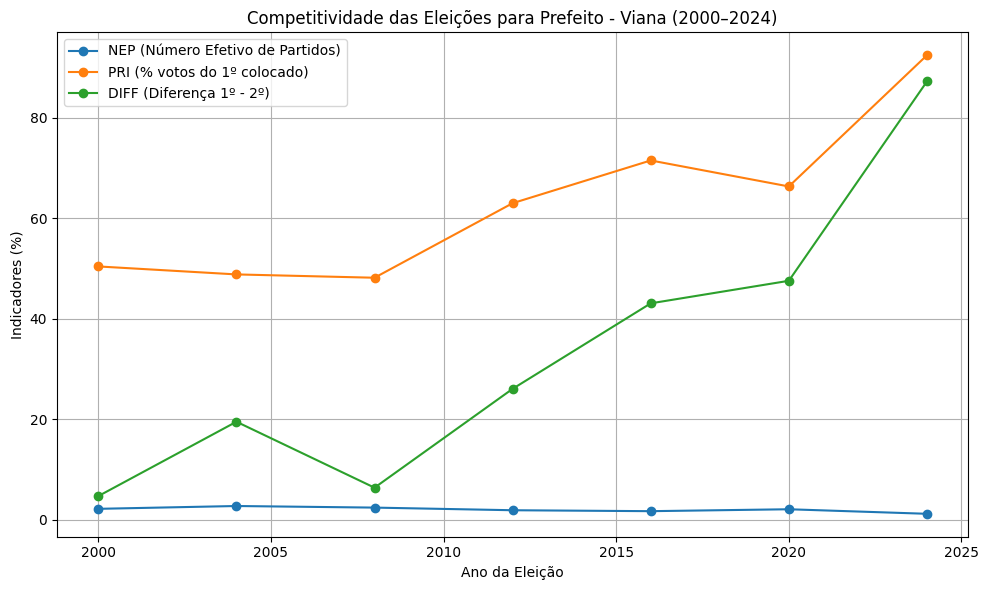 Competitividade das Eleições para Prefeito - Viana (2000–2024)
NEP (Número Efetivo de Partidos)
PRI (% votos do 1º colocado)
DIFF (Diferença 1º - 2º)
Indicadores (%)
80
60
40
20
0
2000 2005 2010 2015 2020 2025
Ano da Eleição